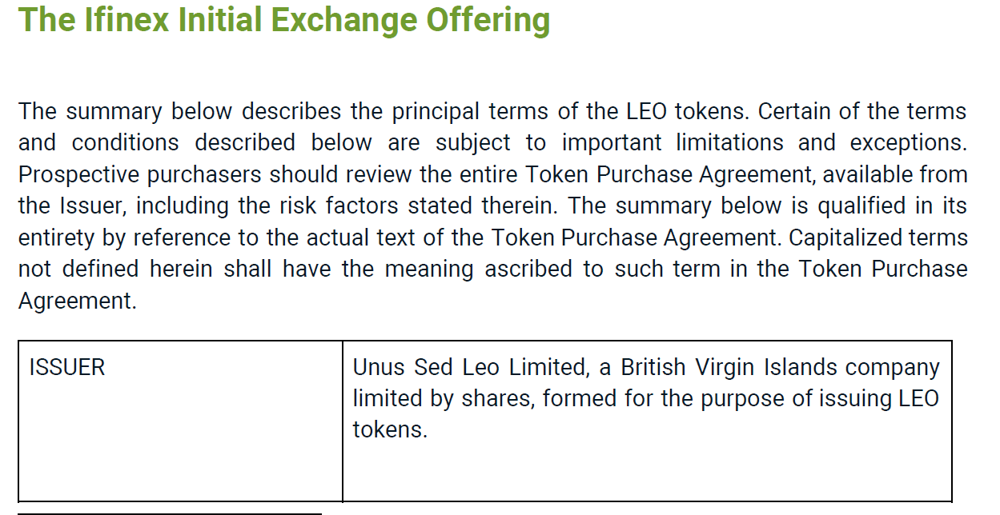 The Ifinex Initial Exchange Offering
The summary below describes the principal terms of the LEO tokens. Certain of the terms
and conditions described below are subject to important limitations and exceptions.
Prospective purchasers should review the entire Token Purchase Agreement, available from
the Issuer, including the risk factors stated therein. The summary below is qualified in its
entirety by reference to the actual text of the Token Purchase Agreement. Capitalized terms
not defined herein shall have the meaning ascribed to such term in the Token Purchase
Agreement.
ISSUER
Unus Sed Leo Limited, a British Virgin Islands company
limited by shares, formed for the purpose of issuing LEO
tokens.